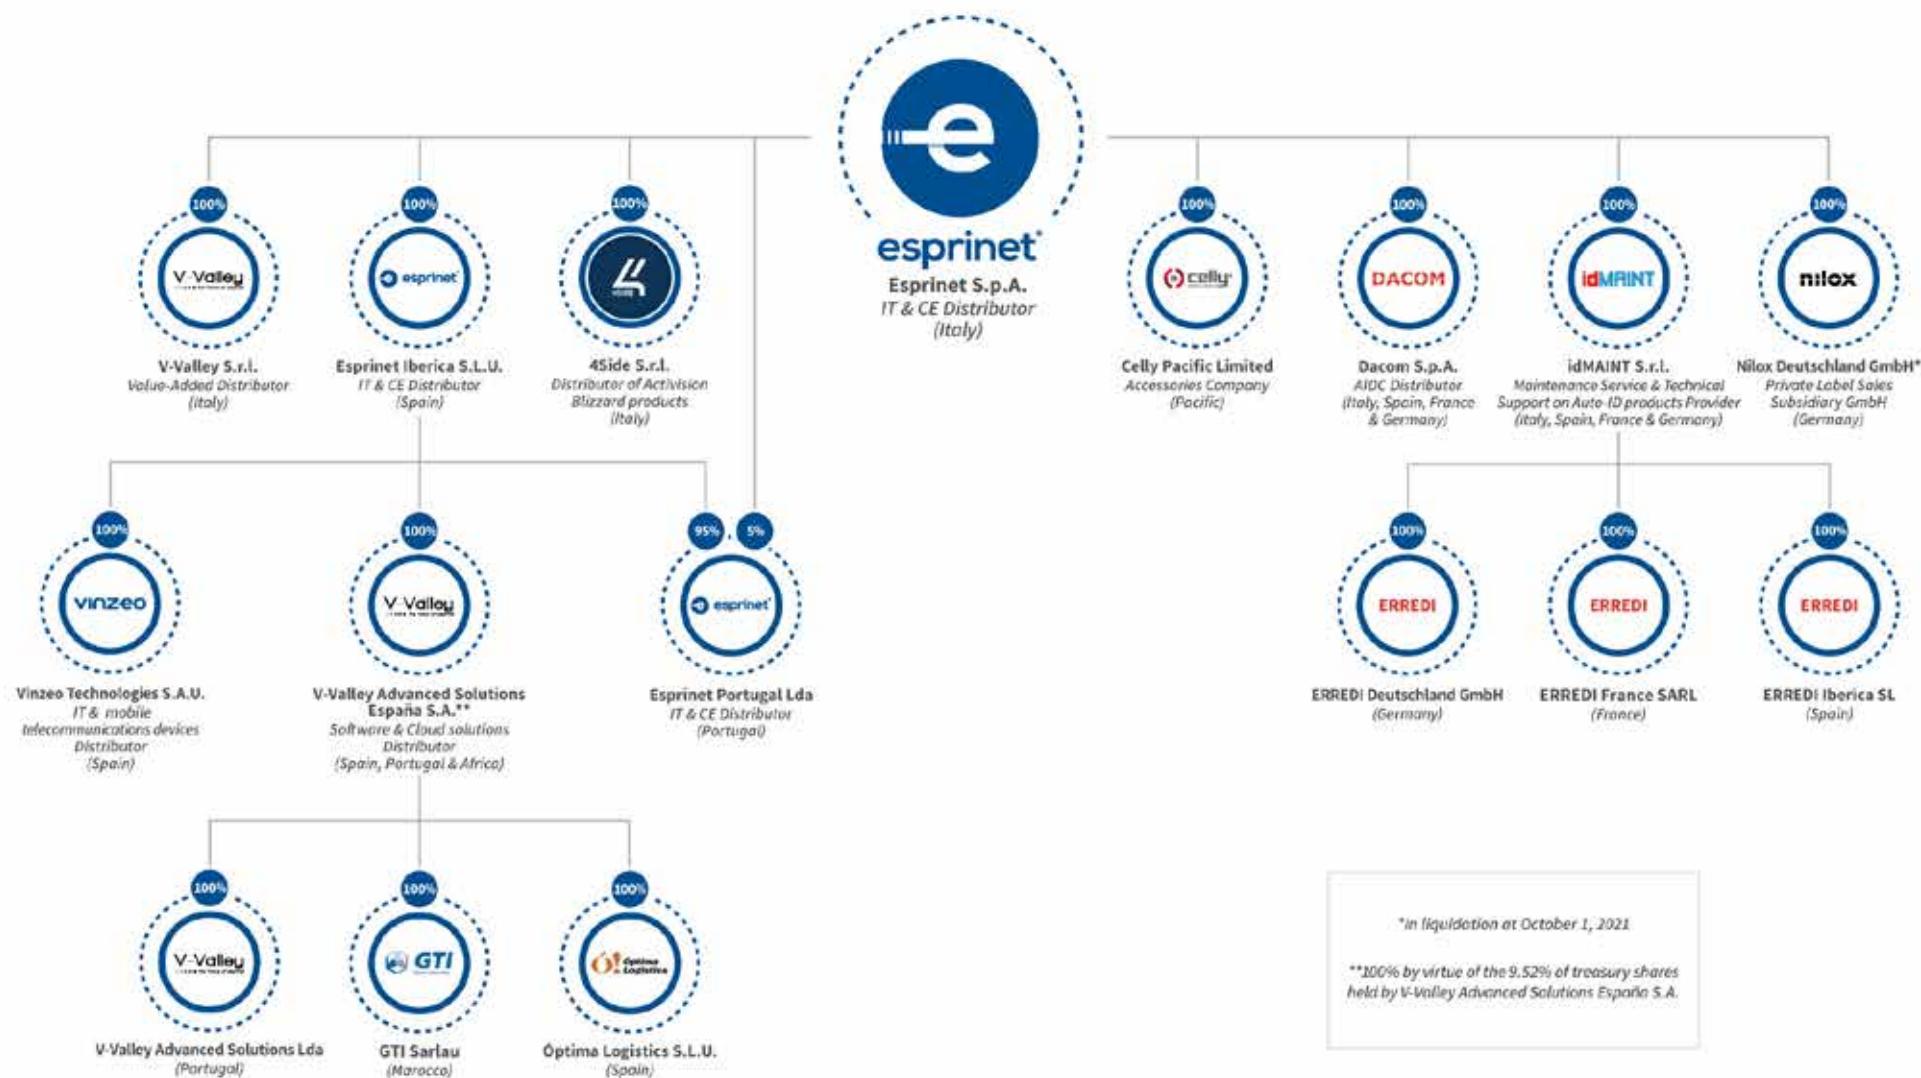 esprinet
Esprinet S.p.A.
IT & CE Distributor
(Italy)
100%
V-Valley
V-Valley S.r.l.
Value-Added Distributor
(Italy)
100%
esprinet
Esprinet Iberica S.L.U.
IT & CE Distributor
(Spain)
100%
4Side S.r.l.
Distributor of Activision
Blizzard products
(Italy)
100%
celly
Celly Pacific Limited
Accessories Company
(Pacific)
100%
DACOM
Dacom S.p.A.
AIDC Distributor
(Italy, Spain, France
& Germany)
100%
idMAINT
idMAINT S.r.l.
Maintenance Service & Technical
Support on Auto-ID products Provider
(Italy, Spain, France & Germany)
100%
nilox
Nilox Deutschland GmbH*
Private Label Sales
Subsidiary GmbH
(Germany)
100%
vinzeo
Vinzeo Technologies S.A.U.
IT & mobile
telecommunications devices
Distributor
(Spain)
100%
V-Valley
V-Valley Advanced Solutions
España S.A.**
Software & Cloud solutions
Distributor
(Spain, Portugal & Africa)
95% 5%
esprinet
Esprinet Portugal Lda
IT & CE Distributor
(Portugal)
100%
ERREDI
ERREDI Deutschland GmbH
(Germany)
100%
ERREDI
ERREDI France SARL
(France)
100%
ERREDI
ERREDI Iberica SL
(Spain)
100%
V-Valley
V-Valley Advanced Solutions Lda
(Portugal)
100%
GTI
GTI Sarlau
(Marocco)
100%
Ó! Óptima
Logistics
Óptima Logistics S.L.U.
(Spain)
*In liquidation at October 1, 2021
**100% by virtue of the 9.52% of treasury shares
held by V-Valley Advanced Solutions España S.A.